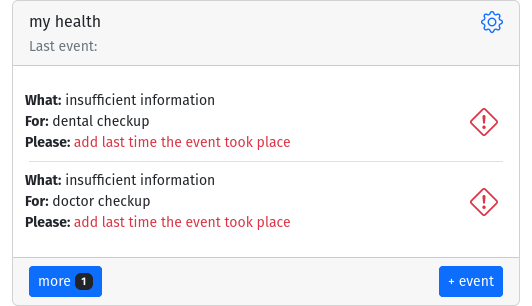 my health
Last event:
What: insufficient information
For: dental checkup
Please: add last time the event took place
What: insufficient information
For: doctor checkup
Please: add last time the event took place
more 1
+ event